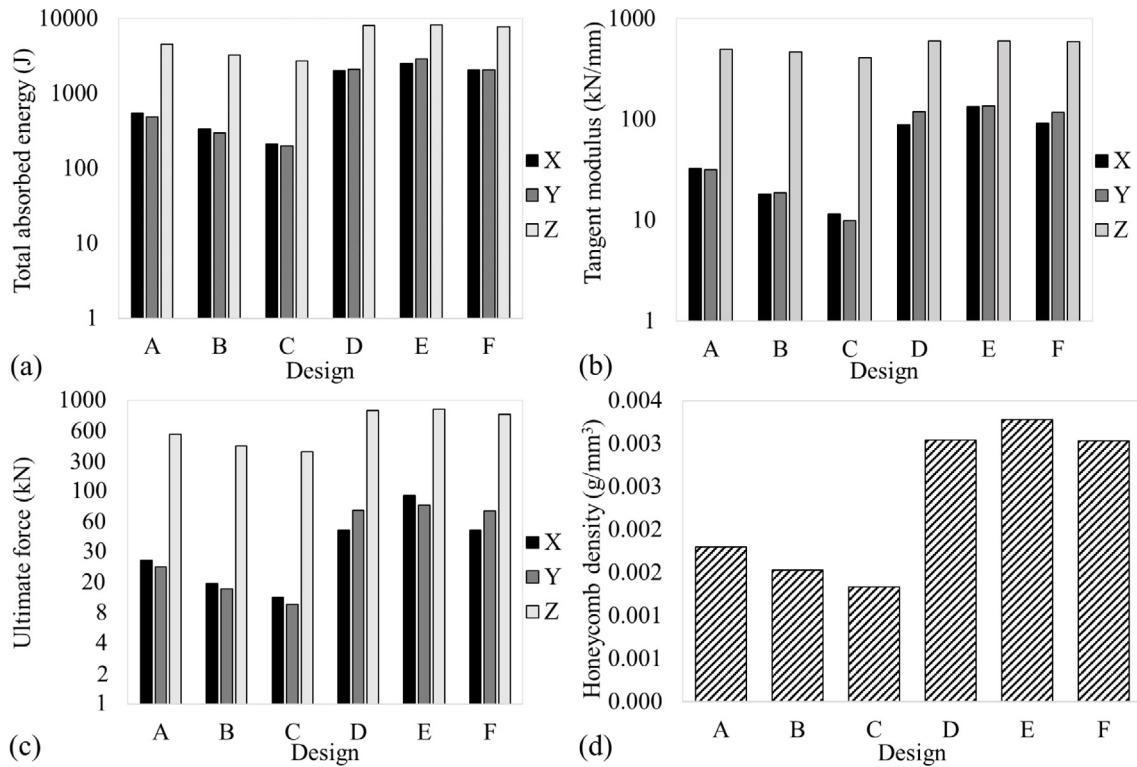 10000
1000
100
10
1
Total absorbed energy (J)
X
Y
Z
A B C D E F
Design
(a)
1000
100
10
1
Tangent modulus (kN/mm)
X
Y
Z
A B C D E F
Design
(b)
1000
600
300
100
60
30
20
8
4
2
1
Ultimate force (kN)
X
Y
Z
A B C D E F
Design
(c)
0.004
0.003
0.003
0.002
0.002
0.001
0.001
0.000
Honeycomb density (g/mm³)
A B C D E F
Design
(d)